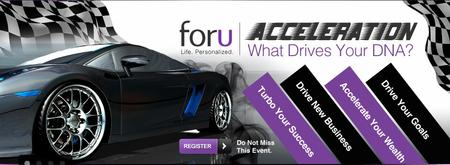 foru
Life. Personalized.
ACCELERATION
What Drives Your DNA?
Turbo Your Success
Drive New Business
Accelerate Your Wealth
Drive Your Goals
REGISTER
Do Not Miss
This Event.